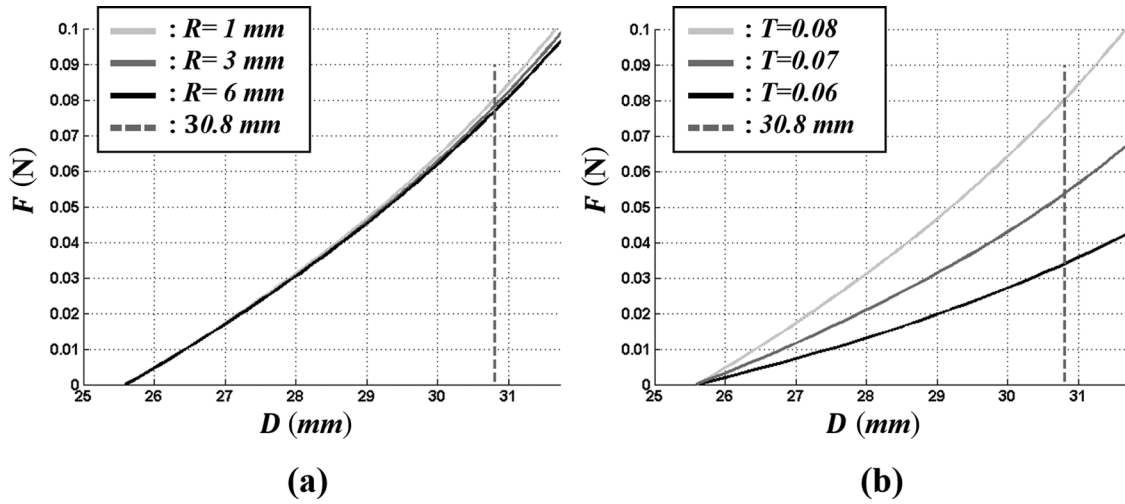 : R= 1 mm
: R= 3 mm
: R= 6 mm
: 30.8 mm
0.1
0.09
0.08
0.07
0.06
0.05
0.04
0.03
0.02
0.01
0
F (N)
25 26 27 28 29 30 31
D (mm)
(a)
: T=0.08
: T=0.07
: T=0.06
: 30.8 mm
0.1
0.09
0.08
0.07
0.06
0.05
0.04
0.03
0.02
0.01
0
F (N)
25 26 27 28 29 30 31
D (mm)
(b)